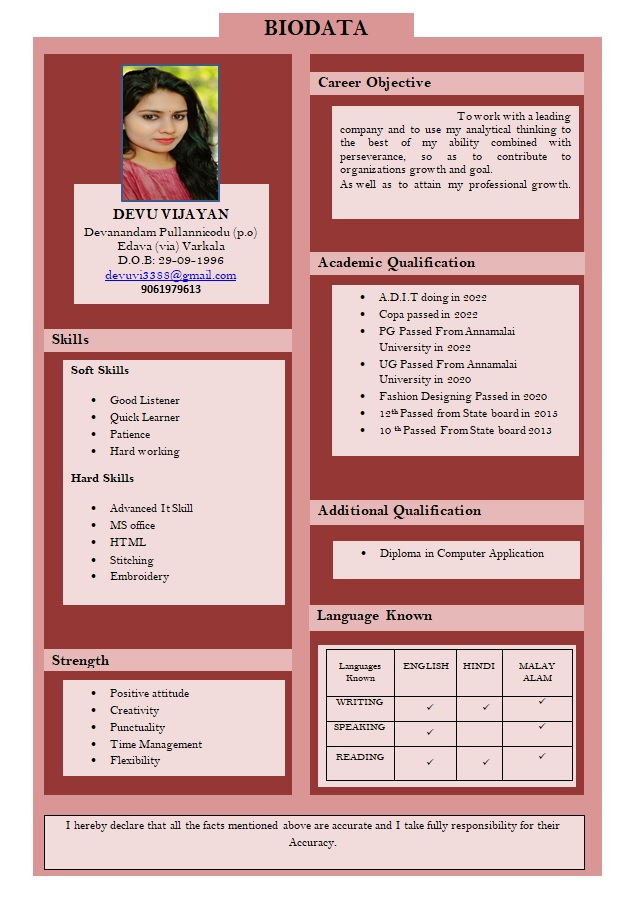 BIODATA
DEVU VIJAYAN
Devanandam Pullannicodu (p.o)
Edava (via) Varkala
D.O.B: 29-09-1996
devuvi3388@gmail.com
9061979613
Skills
Soft Skills
• Good Listener
• Quick Learner
• Patience
• Hard working
Hard Skills
• Advanced It Skill
• MS office
• HTML
• Stitching
• Embroidery
Strength
• Positive attitude
• Creativity
• Punctuality
• Time Management
• Flexibility
Career Objective
To work with a leading
company and to use my analytical thinking to
the best of my ability combined with
perseverance, so as to contribute to
organizations growth and goal.
As well as to attain my professional growth.
Academic Qualification
• A.D.I.T doing in 2022
• Copa passed in 2022
• PG Passed From Annamalai
University in 2022
• UG Passed From Annamalai
University in 2020
• Fashion Designing Passed in 2020
• 12th Passed from State board in 2015
• 10 th Passed From State board 2013
Additional Qualification
• Diploma in Computer Application
Language Known
Languages Known ENGLISH HINDI MALAY ALAM
WRITING ✓ ✓ ✓
SPEAKING ✓ ✓
READING ✓ ✓ ✓
I hereby declare that all the facts mentioned above are accurate and I take fully responsibility for their
Accuracy.